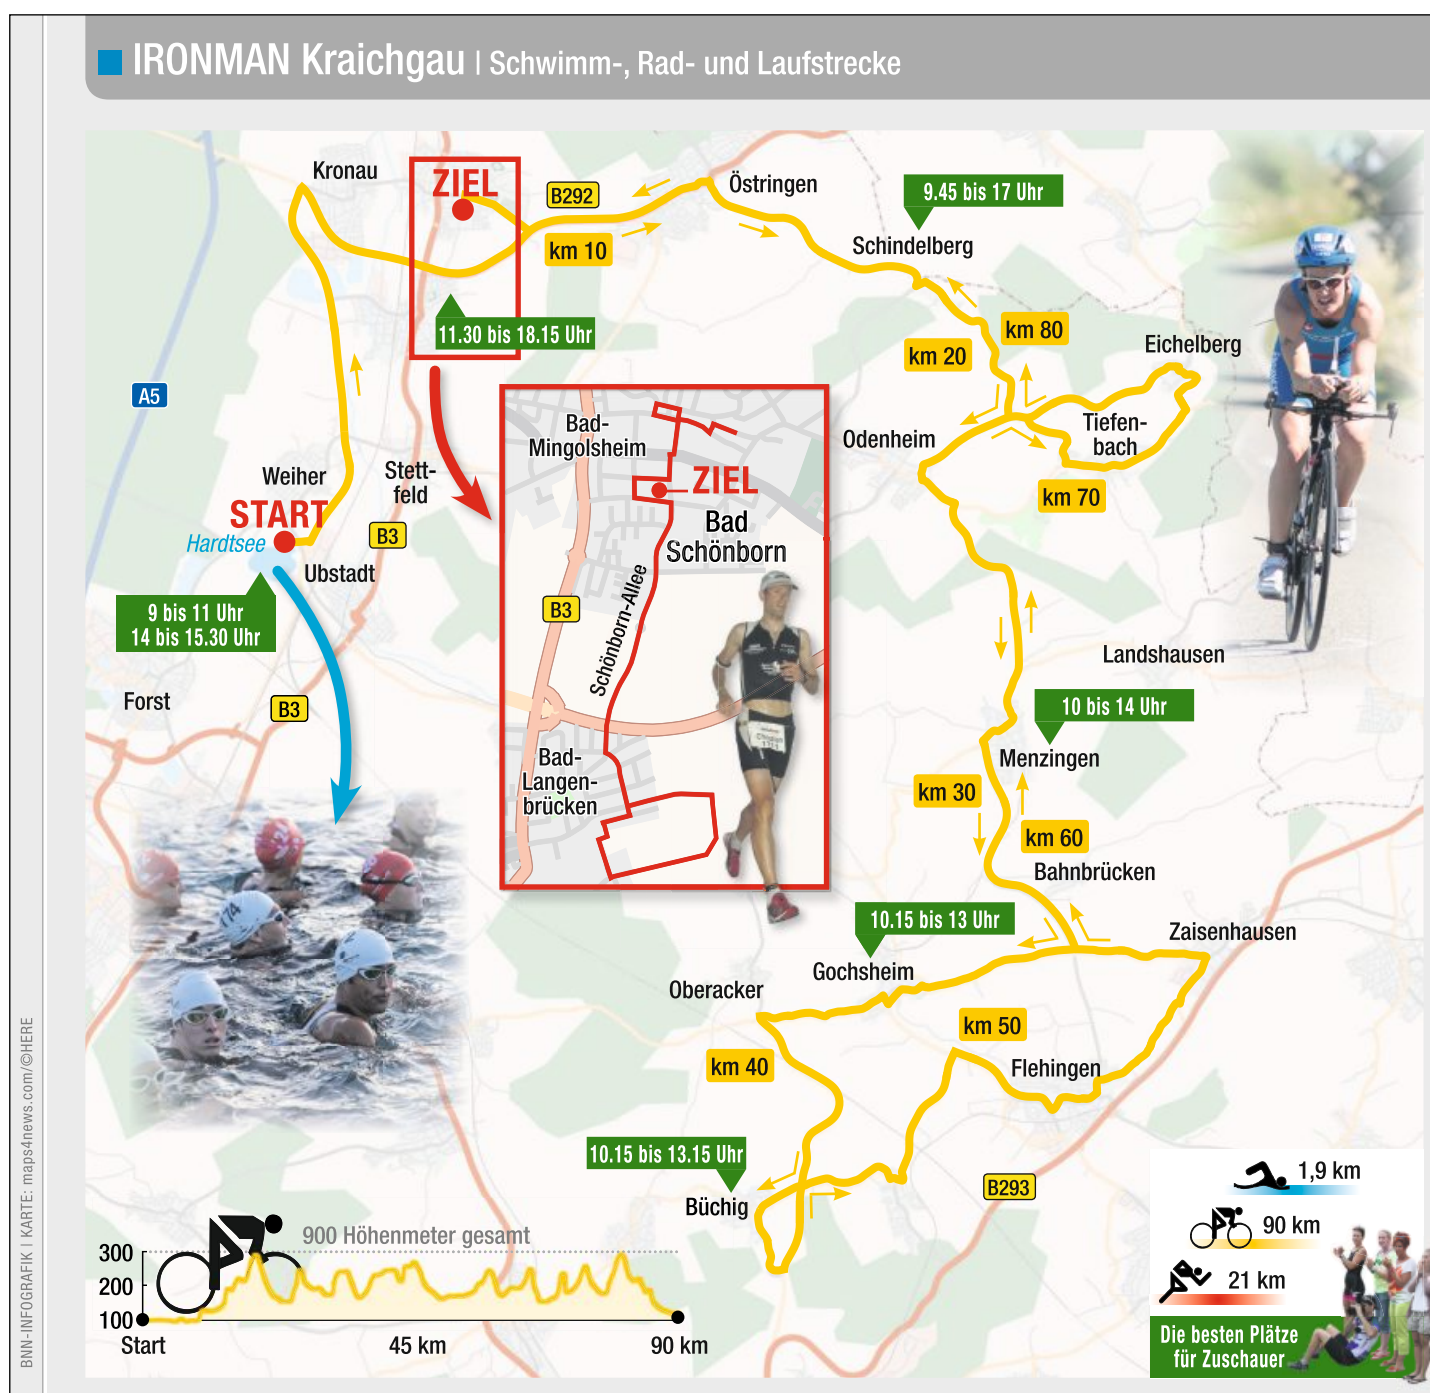 IRONMAN Kraichgau | Schwimm-, Rad- und Laufstrecke
Kronau
ZIEL
B292
Östringen
9.45 bis 17 Uhr
km 10
Schindelberg
11.30 bis 18.15 Uhr
km 20
km 80
Eichelberg
A5
Bad-
Mingolsheim
Odenheim
Tiefen-
bach
Weiher
Stett-
feld
ZIEL
km 70
START
Hardtsee
B3
Bad
Schönborn
Ubstadt
9 bis 11 Uhr
14 bis 15.30 Uhr
B3
Schönborn-Allee
Landshausen
Forst
B3
10 bis 14 Uhr
Menzingen
Bad-
Langen-
brücken
km 30
km 60
Bahnbrücken
74
10.15 bis 13 Uhr
Zaisenhausen
Gochsheim
Oberacker
km 50
km 40
Flehingen
10.15 bis 13.15 Uhr
Büchig
B293
1,9 km
90 km
21 km
Die besten Plätze
für Zuschauer
900 Höhenmeter gesamt
300
200
100
Start
45 km
90 km
BNN-INFOGRAFIK | KARTE: maps4news.com/©HERE